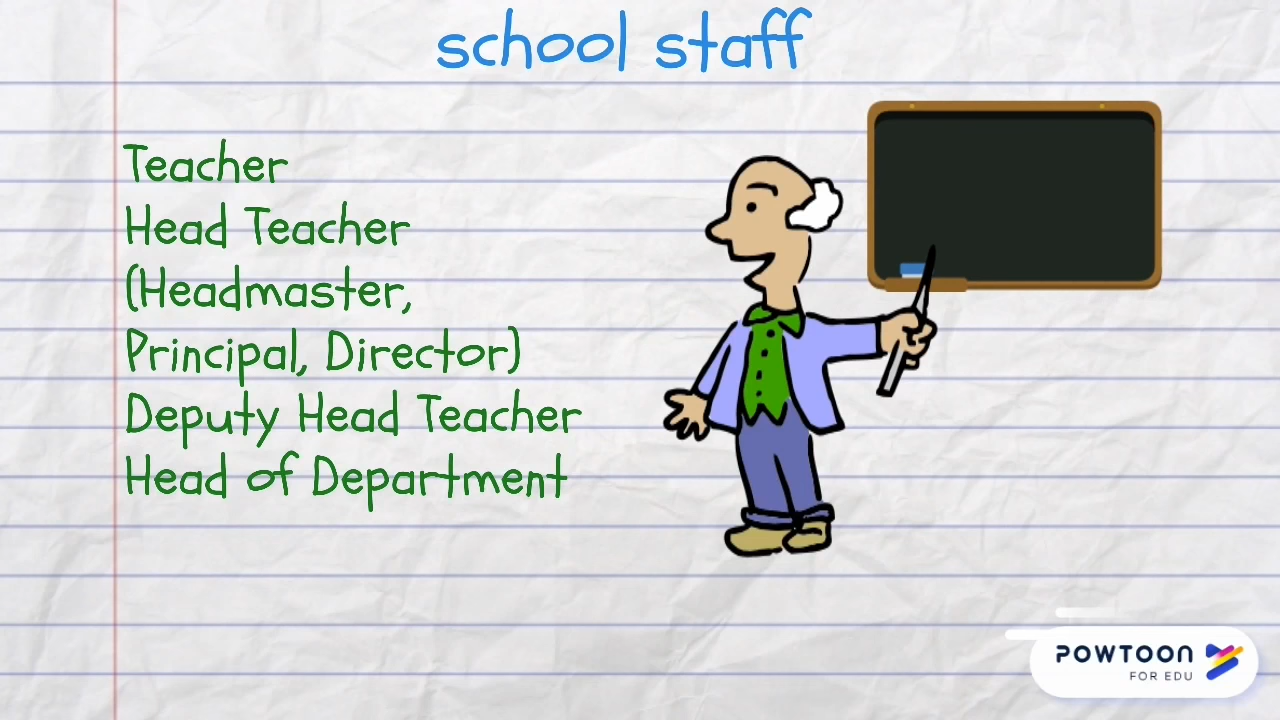 school staff
Teacher
Head Teacher
(Headmaster,
Principal, Director)
Deputy Head Teacher
Head of Department
POWTOON
FOR EDU